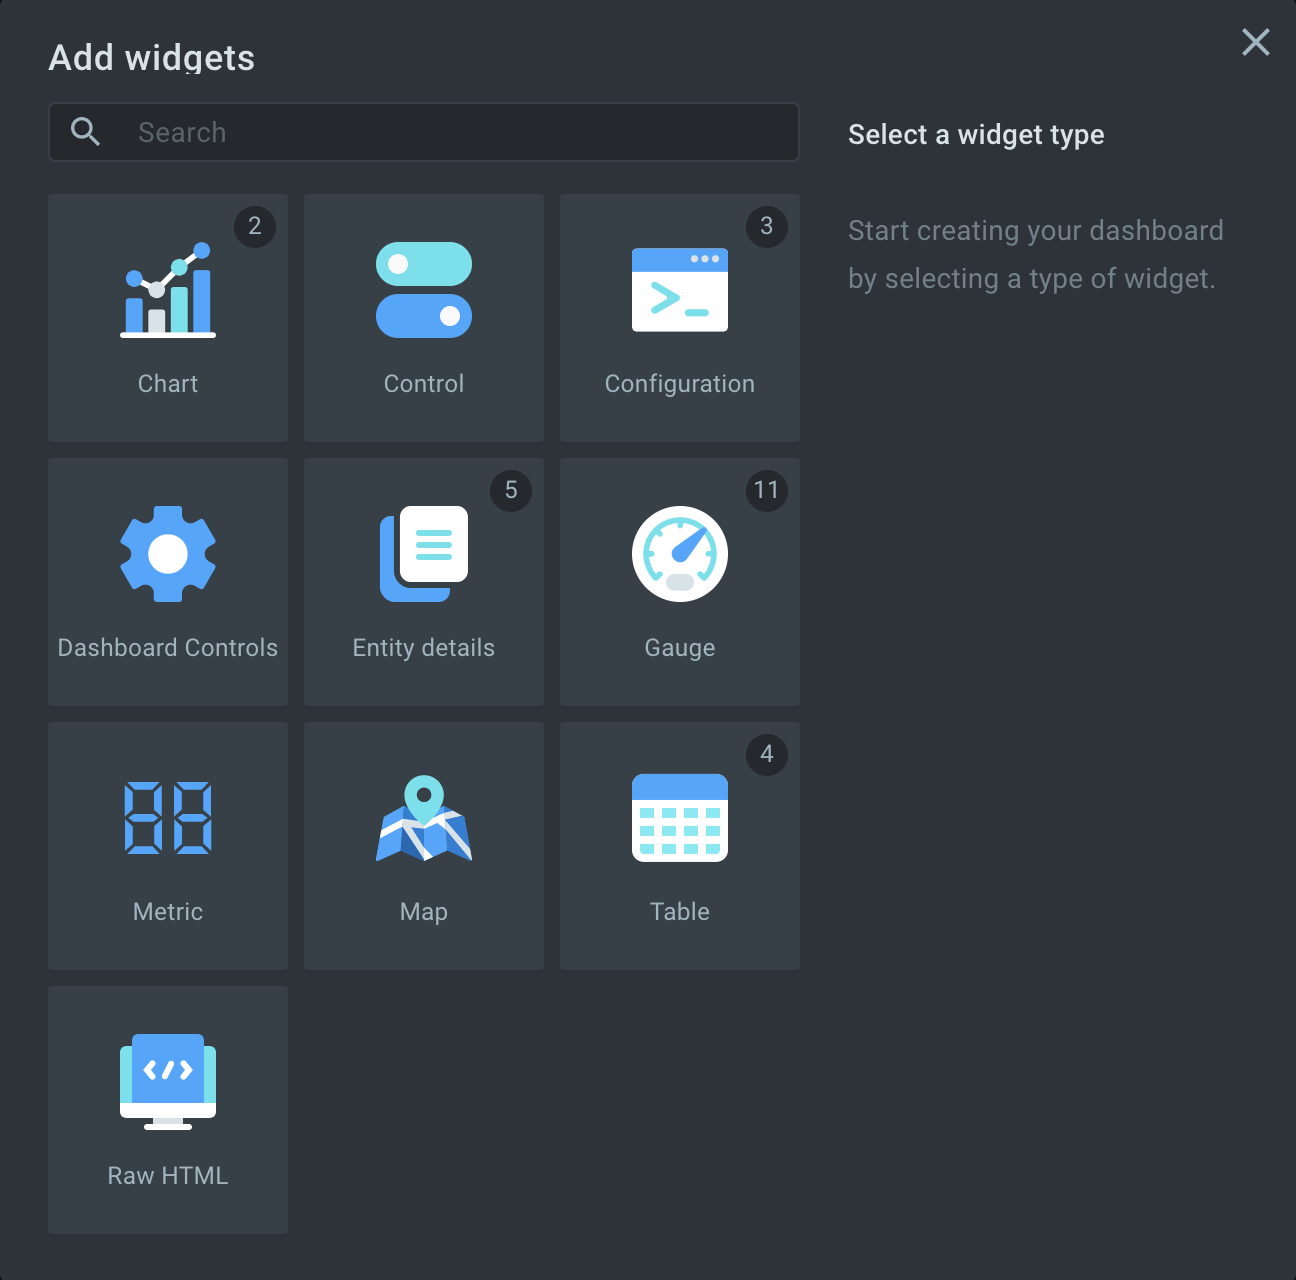 Add widgets
Search
Select a widget type
Start creating your dashboard
by selecting a type of widget.
2
Chart
Control
3
Configuration
Dashboard Controls
5
Entity details
11
Gauge
Metric
Map
4
Table
Raw HTML